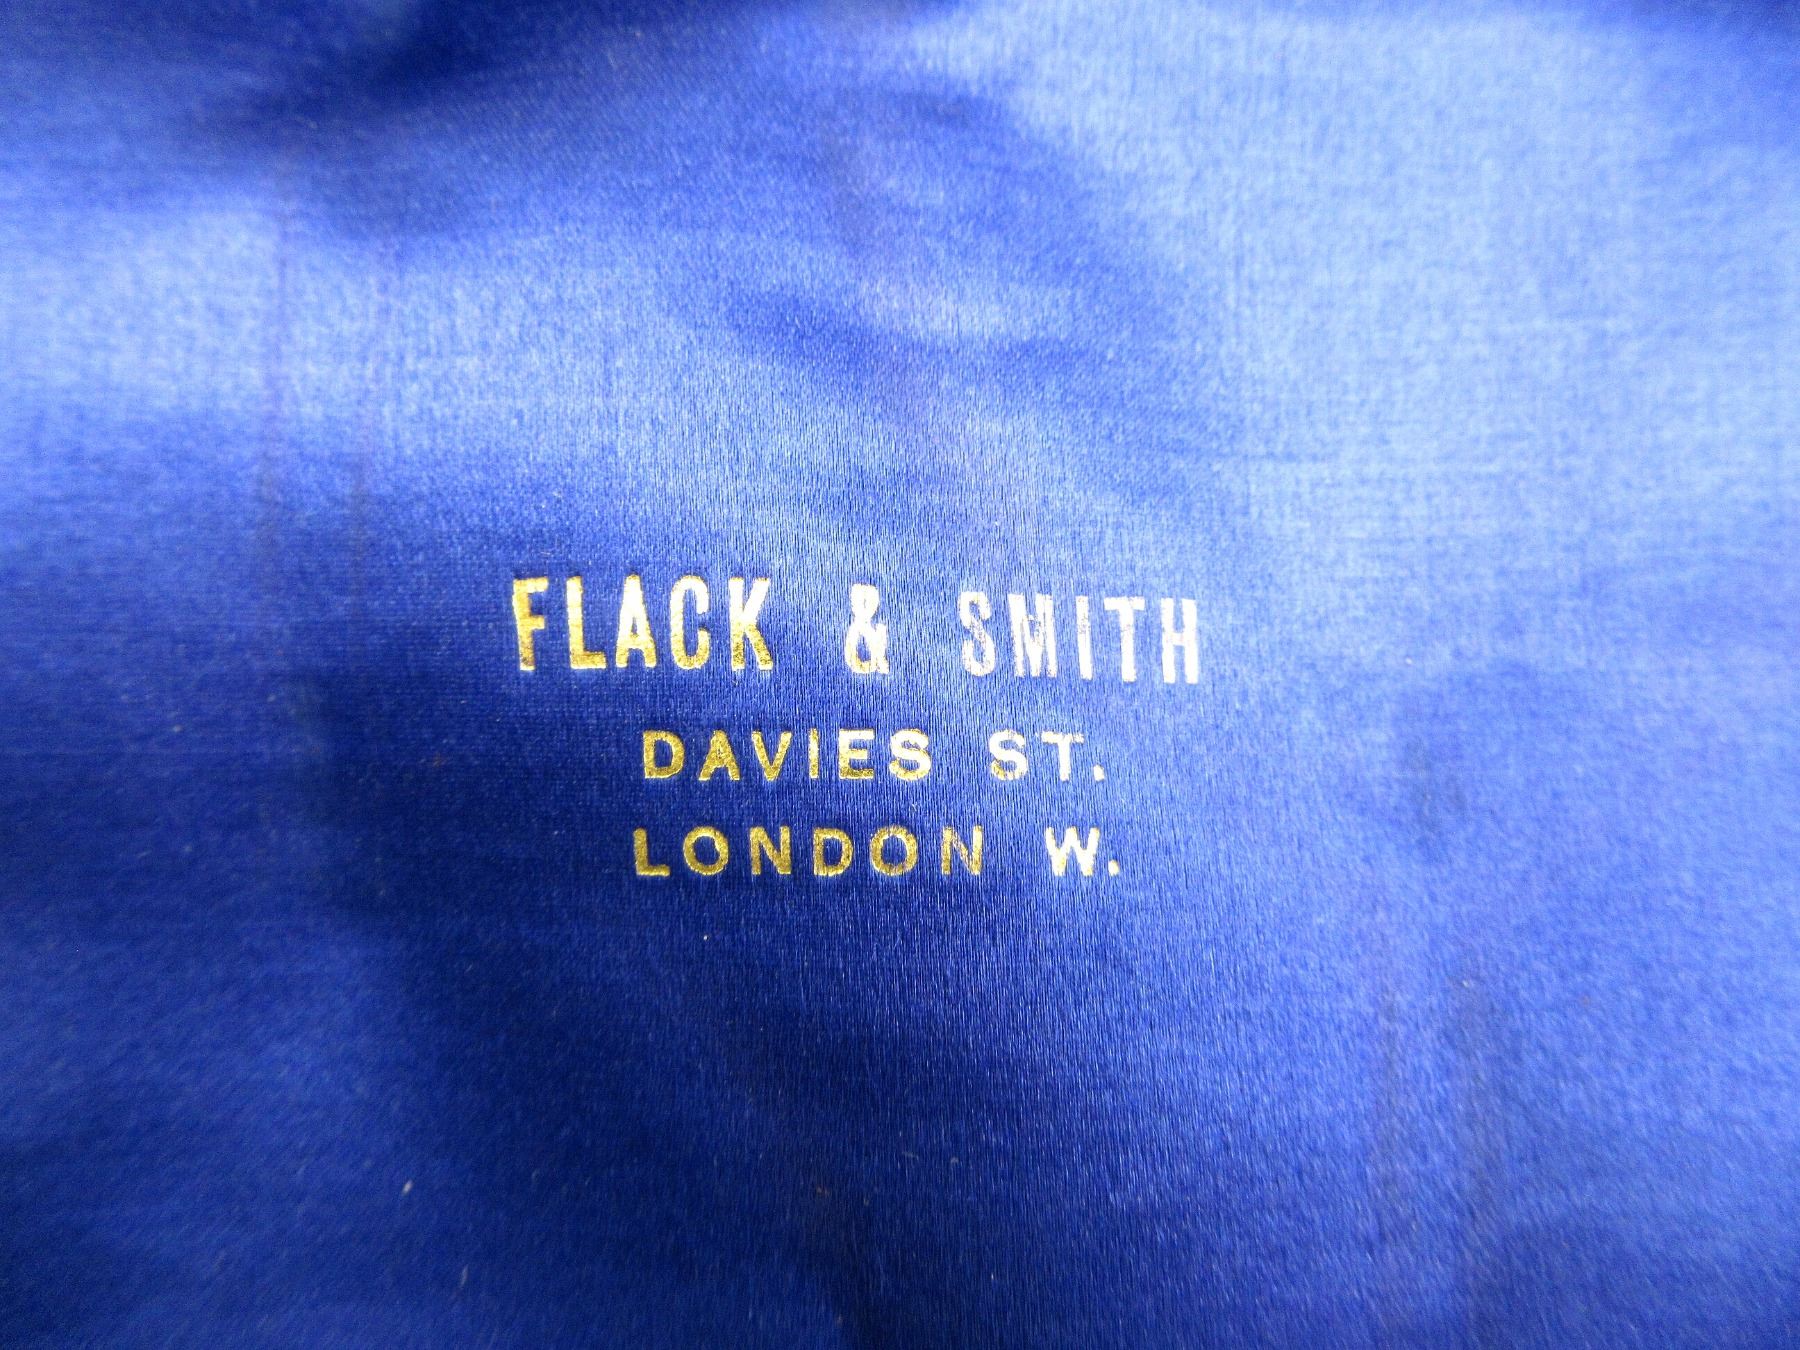 FLACK & SMITH
DAVIES ST.
LONDON W.